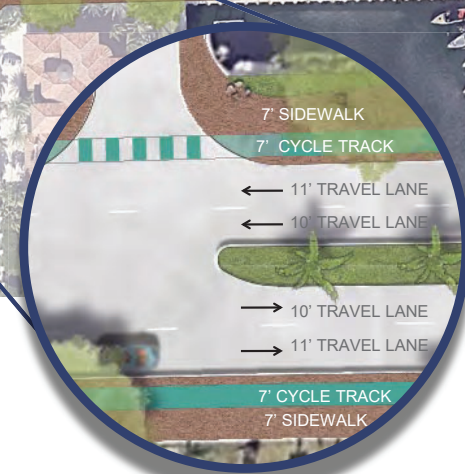 7’ SIDEWALK
7’ CYCLE TRACK
11’ TRAVEL LANE
10’ TRAVEL LANE
10’ TRAVEL LANE
11’ TRAVEL LANE
7’ CYCLE TRACK
7’ SIDEWALK